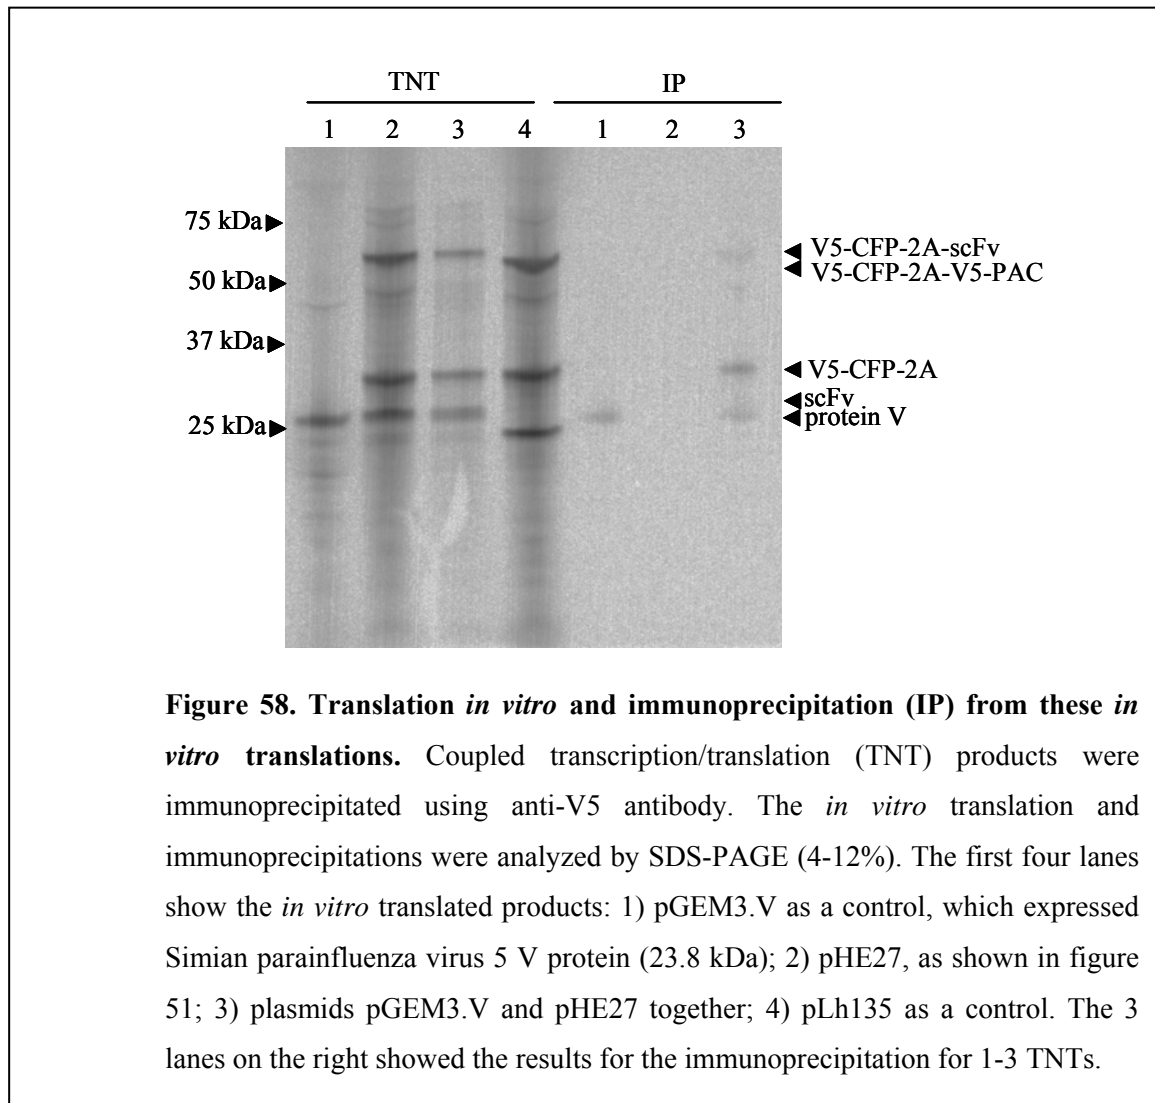 TNT IP
1 2 3 4 1 2 3
75 kDa
V5-CFP-2A-scFv
V5-CFP-2A-V5-PAC
50 kDa
37 kDa
V5-CFP-2A
scFv
protein V
25 kDa
Figure 58. Translation in vitro and immunoprecipitation (IP) from these in
vitro translations. Coupled transcription/translation (TNT) products were
immunoprecipitated using anti-V5 antibody. The in vitro translation and
immunoprecipitations were analyzed by SDS-PAGE (4-12%). The first four lanes
show the in vitro translated products: 1) pGEM3.V as a control, which expressed
Simian parainfluenza virus 5 V protein (23.8 kDa); 2) pHE27, as shown in figure
51; 3) plasmids pGEM3.V and pHE27 together; 4) pLh135 as a control. The 3
lanes on the right showed the results for the immunoprecipitation for 1-3 TNTs.